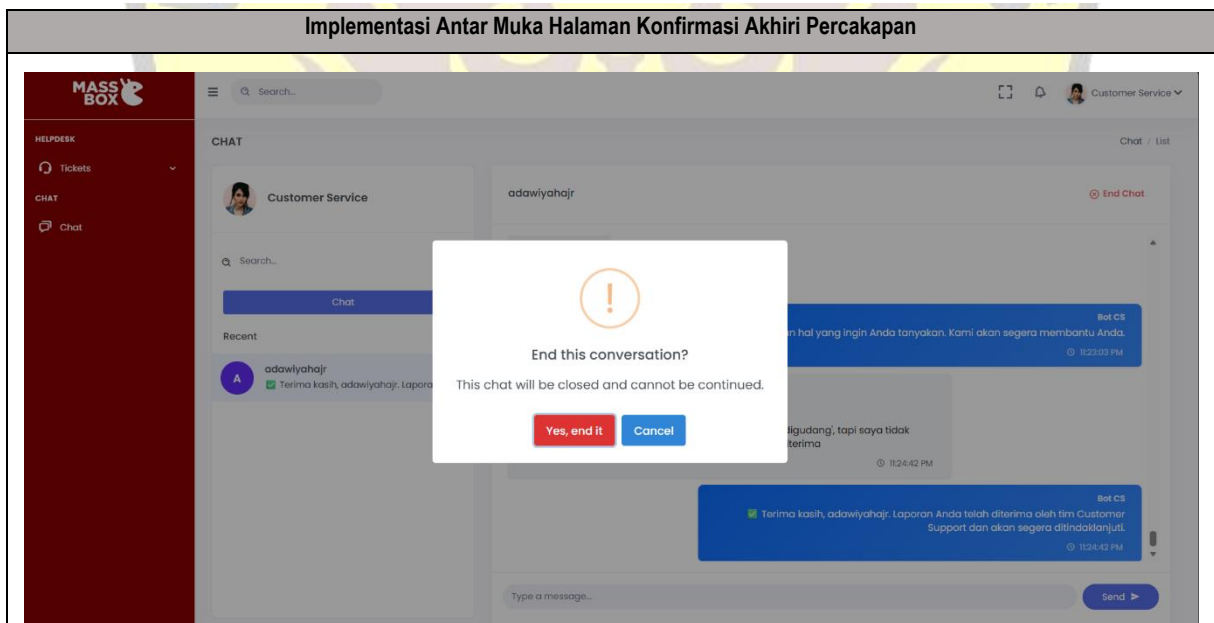 Implementasi Antar Muka Halaman Konfirmasi Akhiri Percakapan
MASS
BOX
Search...
Customer Service
HELPDESK
Tickets
CHAT
Chat
CHAT
Chat / List
Customer Service
Search...
Chat
Recent
A
adawiyahajr
✅ Terima kasih, adawiyahajr. Lapora
adawiyahajr
End Chat
Bot CS
n hal yang ingin Anda tanyakan. Kami akan segera membantu Anda.
11:23:03 PM
digudang', tapi saya tidak
iterima
11:24:42 PM
Bot CS
✅ Terima kasih, adawiyahajr. Laporan Anda telah diterima oleh tim Customer
Support dan akan segera ditindaklanjuti.
11:24:42 PM
Type a message...
Send
!
End this conversation?
This chat will be closed and cannot be continued.
Yes, end it
Cancel